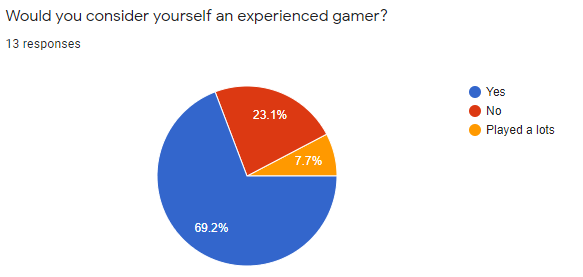 Would you consider yourself an experienced gamer?
13 responses
Yes
No
Played a lots
23.1%
7.7%
69.2%